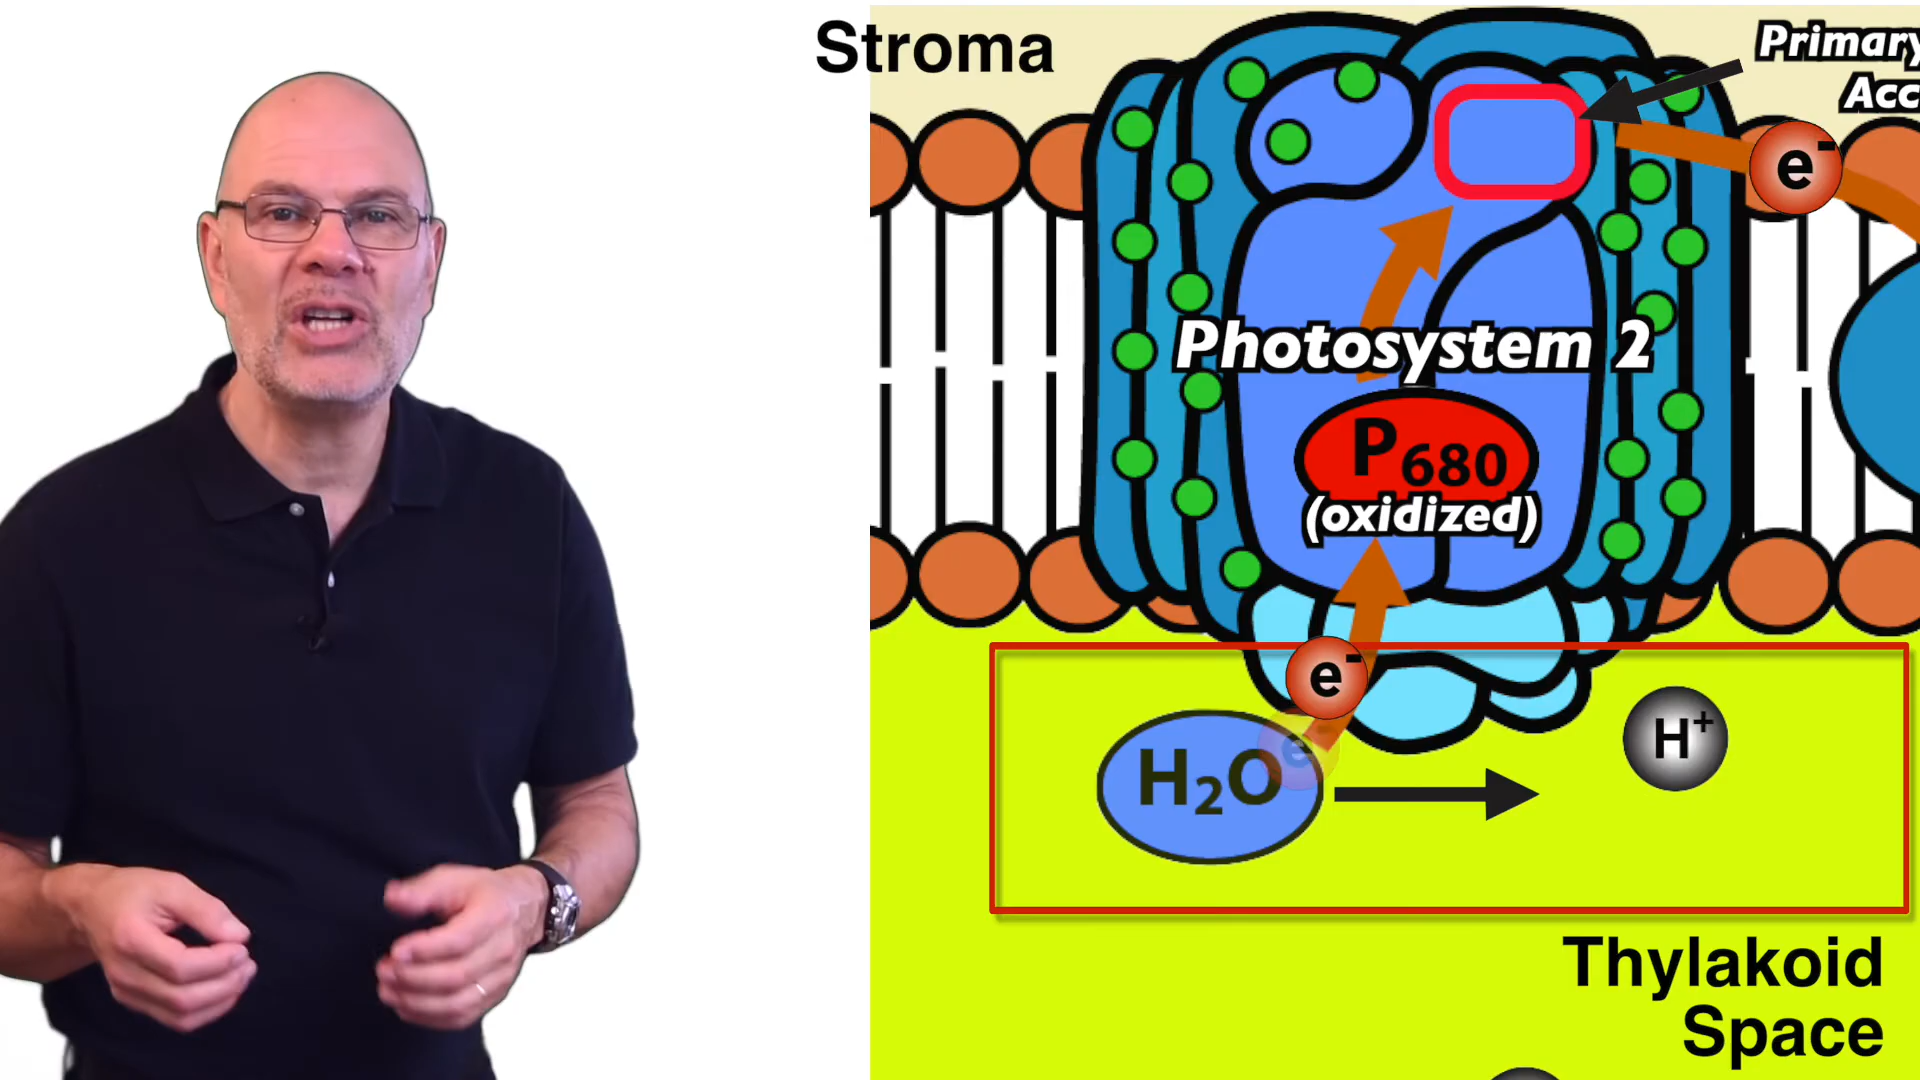 Stroma
Primary
Acc
e-
Photosystem 2
P680
(oxidized)
e-
e-
H2O
H+
Thylakoid
Space